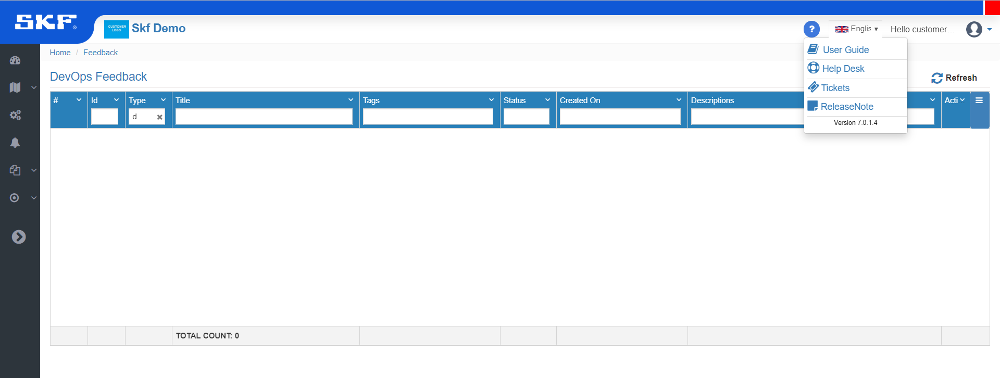 SKF®
CUSTOMER
LOGO
Skf Demo
?
Englis
Hello customer...
Home / Feedback
User Guide
DevOps Feedback
Help Desk
Refresh
Tickets
ReleaseNote
Version 7.0.1.4
# Id Type Title Tags Status Created On Descriptions Acti
d
TOTAL COUNT: 0